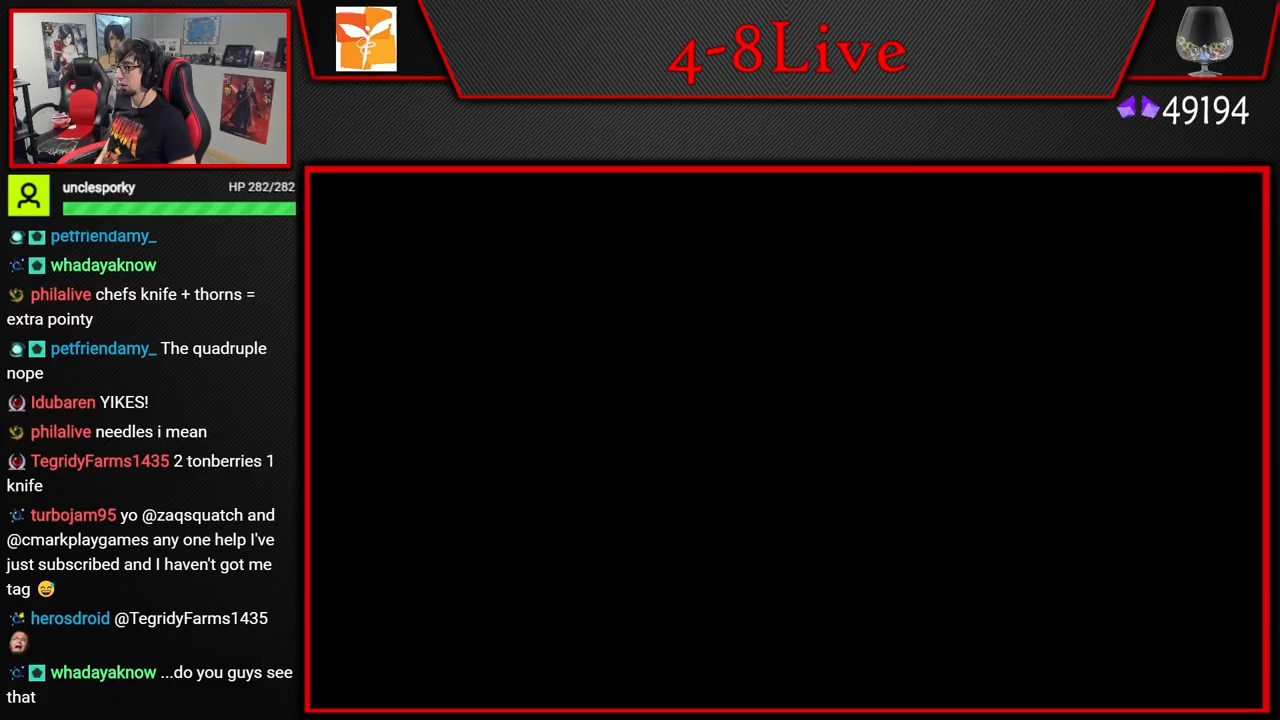 4-8Live
49194
unclesporky HP 282/282
petfriendamy_
whadayaknow
philalive chefs knife + thorns =
extra pointy
petfriendamy_ The quadruple
nope
Idubaren YIKES!
philalive needles i mean
TegridyFarms1435 2 tonberries 1
knife
turbojam95 yo @zaqsquatch and
@cmarkplaygames any one help I've
just subscribed and I haven't got me
tag 😅
herosdroid @TegridyFarms1435
whadayaknow ...do you guys see
that